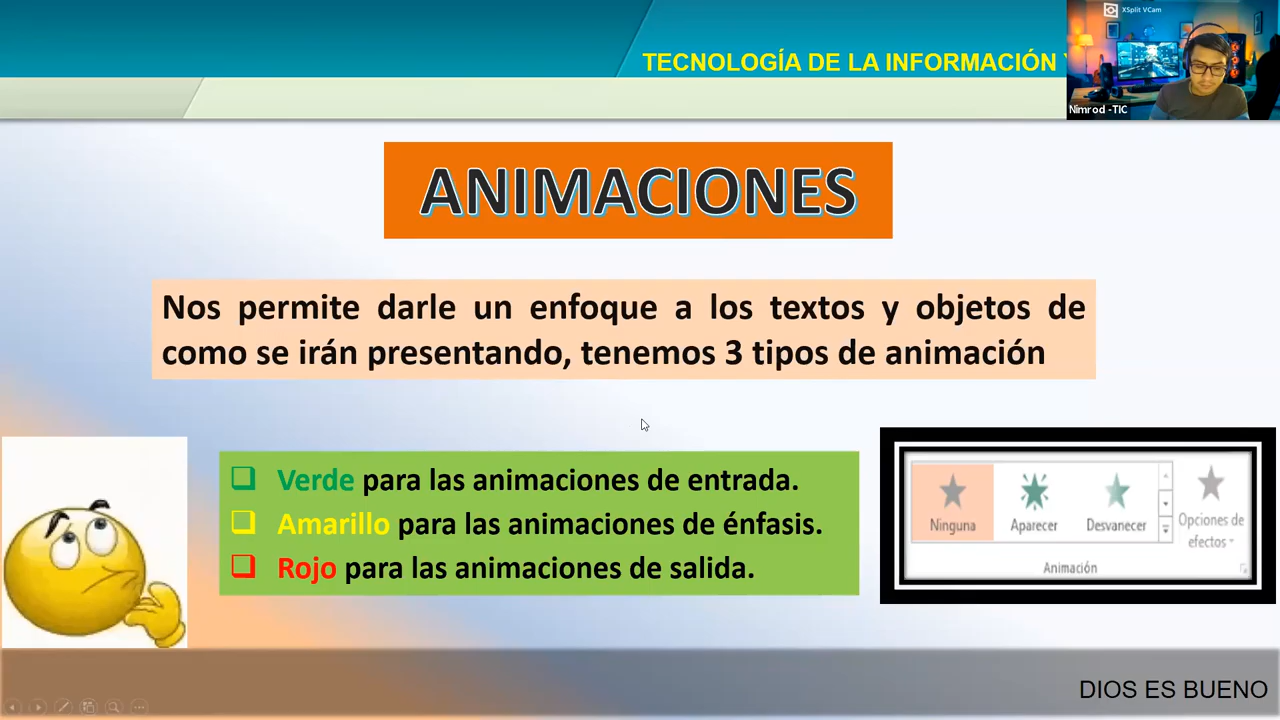 XSplit VCam
TECNOLOGÍA DE LA INFORMACIÓN
Nimrod -TIC
ANIMACIONES
Nos permite darle un enfoque a los textos y objetos de
como se irán presentando, tenemos 3 tipos de animación
Verde para las animaciones de entrada.
Amarillo para las animaciones de énfasis.
Rojo para las animaciones de salida.
Ninguna
Aparecer
Desvanecer
Opciones de
efectos
Animación
DIOS ES BUENO